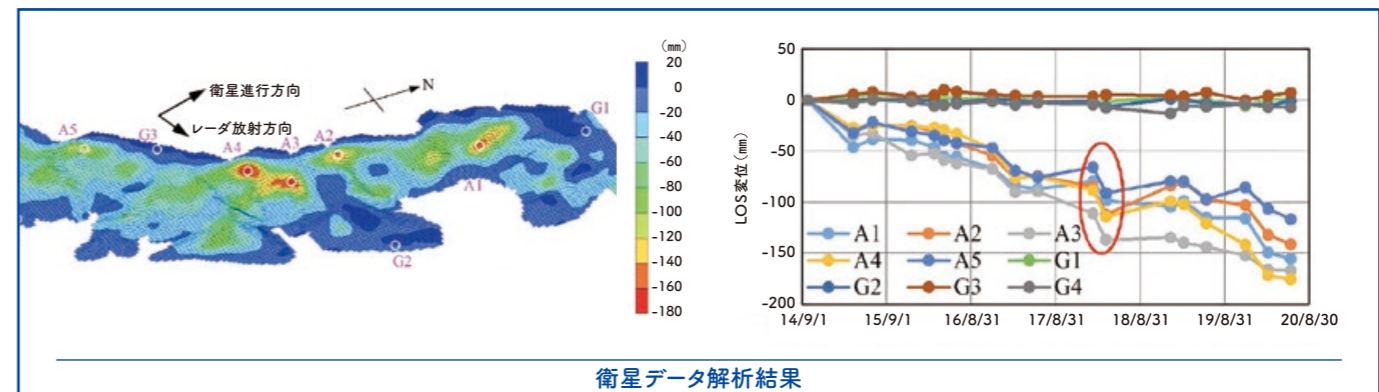 (㎜)
20
0
-20
-40
-60
-80
-100
-120
-140
-160
-180
衛星進行方向
レーダ放射方向
N
A5
G3
A4
A3
A2
A1
G1
G2
LOS変位(㎜)
50
0
-50
-100
-150
-200
A1 A2 A3
A4 A5 G1
G2 G3 G4
14/9/1 15/9/1 16/8/31 17/8/31 18/8/31 19/8/31 20/8/30
衛星データ解析結果